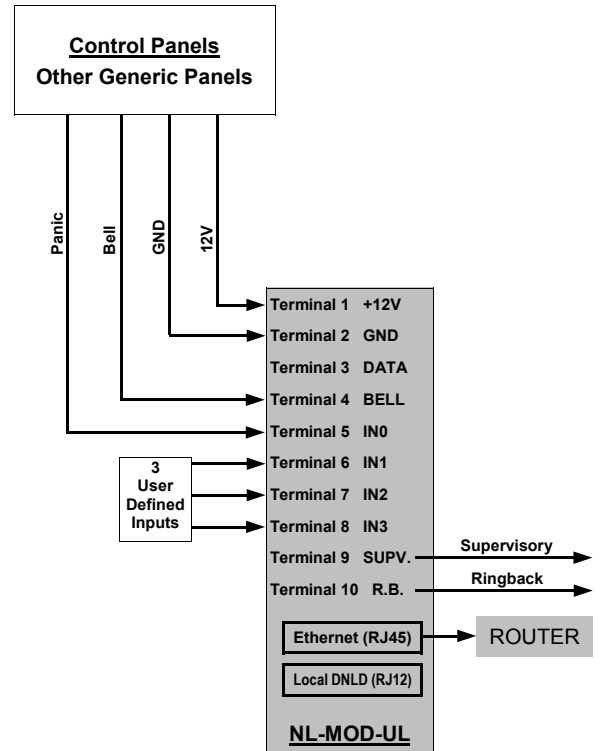 Control Panels
Other Generic Panels
Panic
Bell
GND
12V
Terminal 1 +12V
Terminal 2 GND
Terminal 3 DATA
Terminal 4 BELL
Terminal 5 IN0
Terminal 6 IN1
Terminal 7 IN2
Terminal 8 IN3
Terminal 9 SUPV.
Terminal 10 R.B.
3
User
Defined
Inputs
Supervisory
Ringback
Ethernet (RJ45)
ROUTER
Local DNLD (RJ12)
NL-MOD-UL